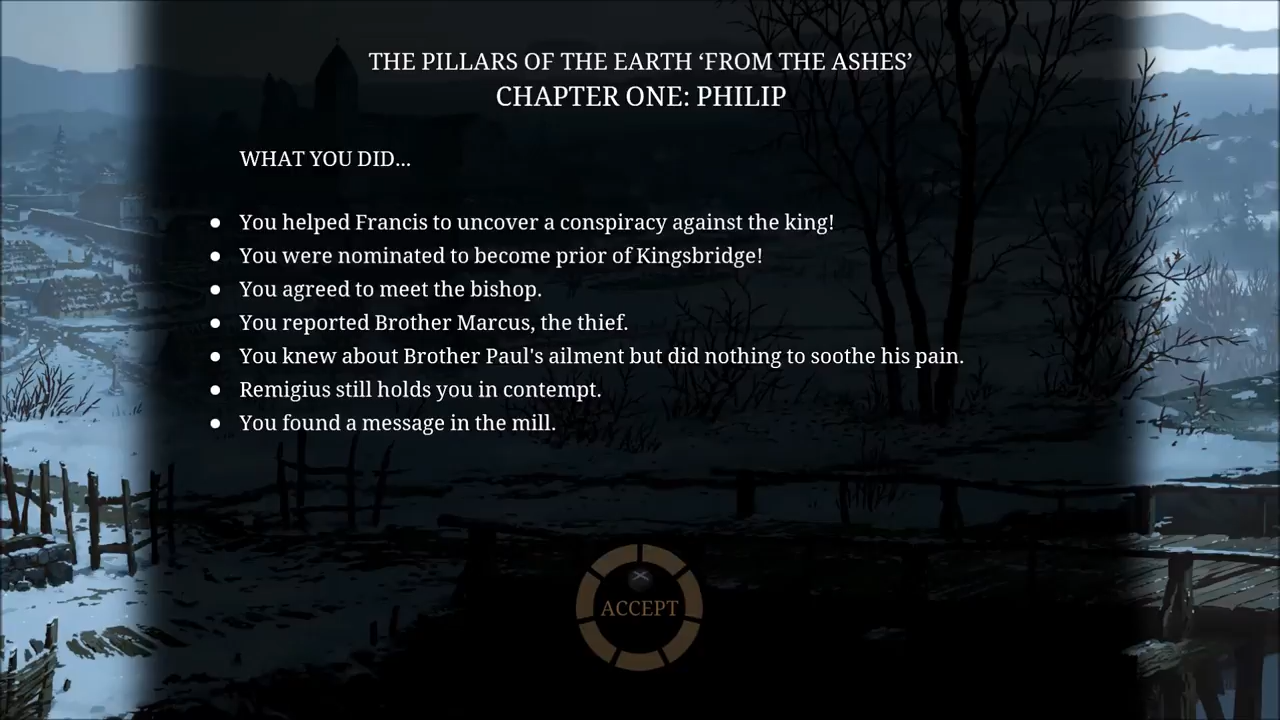 THE PILLARS OF THE EARTH ‘FROM THE ASHES’
CHAPTER ONE: PHILIP
WHAT YOU DID...
● You helped Francis to uncover a conspiracy against the king!
● You were nominated to become prior of Kingsbridge!
● You agreed to meet the bishop.
● You reported Brother Marcus, the thief.
● You knew about Brother Paul's ailment but did nothing to soothe his pain.
● Remigius still holds you in contempt.
● You found a message in the mill.
ACCEPT